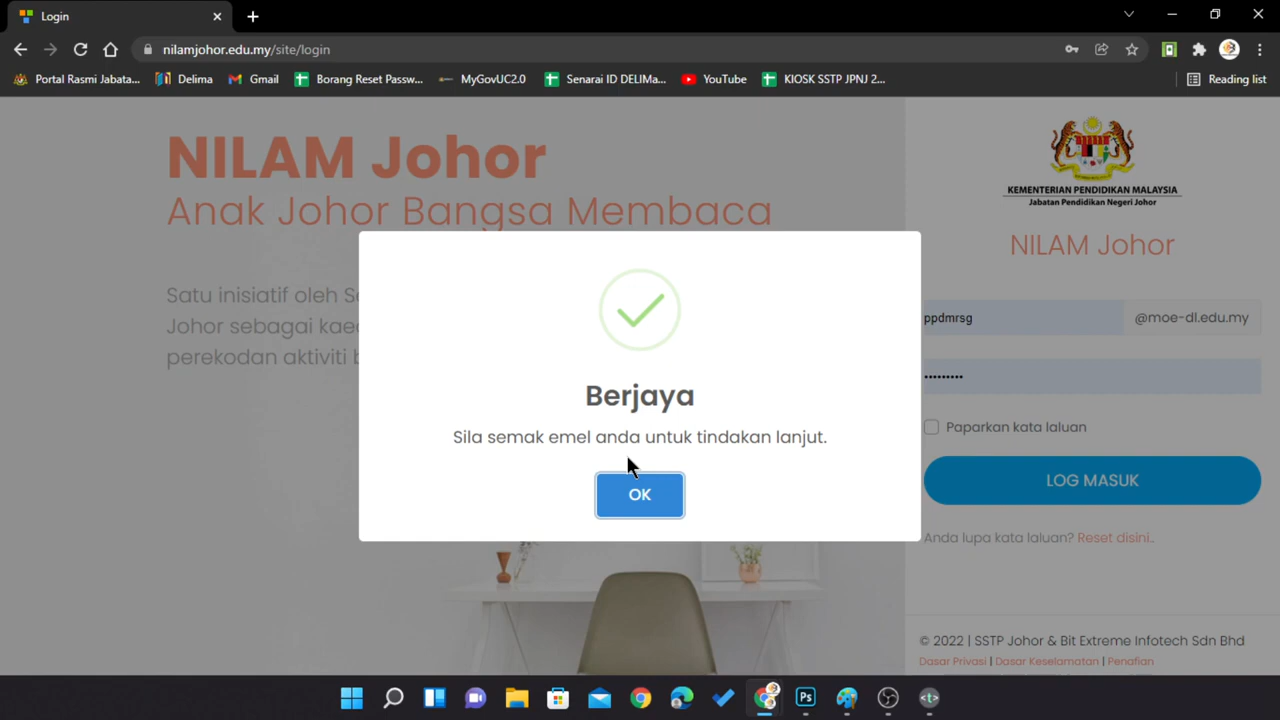 Login
nilamjohor.edu.my/site/login
Portal Rasmi Jabata...
Delima
Gmail
Borang Reset Passw...
MyGovUC2.0
Senarai ID DELIMa...
YouTube
KIOSK SSTP JPNJ 2...
Reading list
NILAM Johor
Anak Johor Bangsa Membaca
Satu inisiatif oleh Se
Johor sebagai kaed
perekodan aktiviti b
Berjaya
Sila semak emel anda untuk tindakan lanjut.
OK
KEMENTERIAN PENDIDIKAN MALAYSIA
Jabatan Pendidikan Negeri Johor
NILAM Johor
ppdmrsg @moe-dl.edu.my
•••••••••
Paparkan kata laluan
LOG MASUK
Anda lupa kata laluan? Reset disini..
© 2022 | SSTP Johor & Bit Extreme Infotech Sdn Bhd
Dasar Privasi | Dasar Keselamatan | Penafian
Ps
<t>